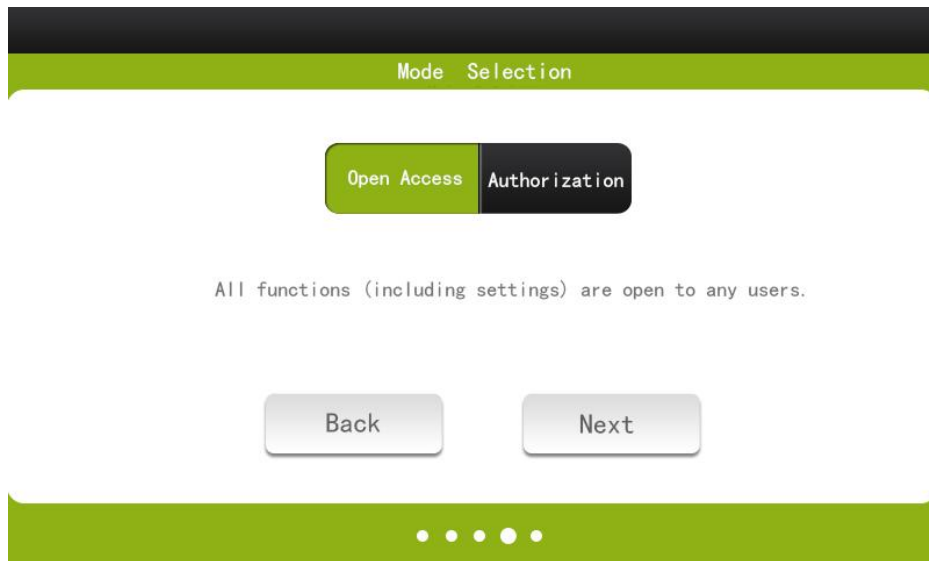 Mode Selection
Open Access Authorization
All functions (including settings) are open to any users.
Back Next